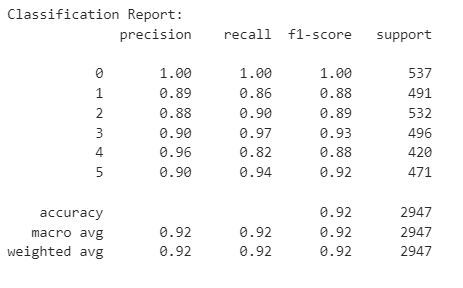 Classification Report:
precision recall f1-score support
0 1.00 1.00 1.00 537
1 0.89 0.86 0.88 491
2 0.88 0.90 0.89 532
3 0.90 0.97 0.93 496
4 0.96 0.82 0.88 420
5 0.90 0.94 0.92 471
accuracy 0.92 2947
macro avg 0.92 0.92 0.92 2947
weighted avg 0.92 0.92 0.92 2947